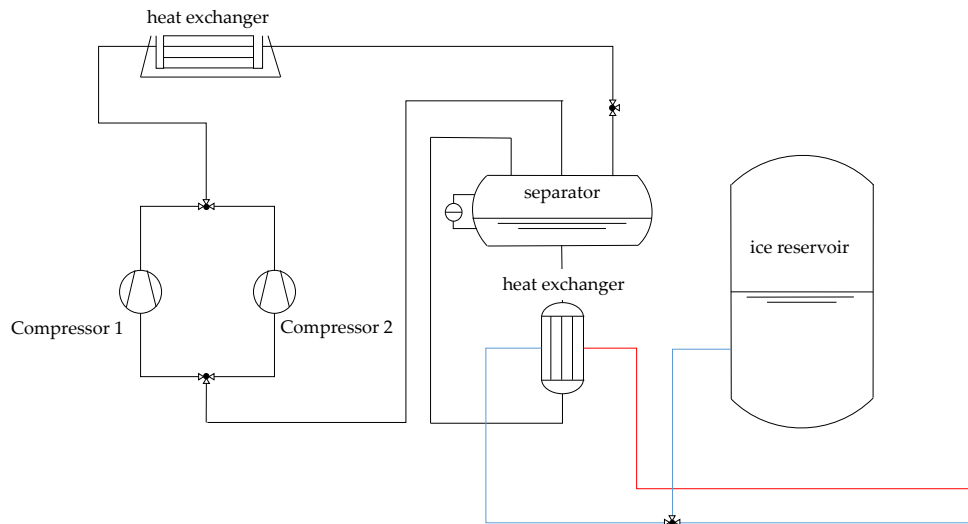 heat exchanger
separator
ice reservoir
heat exchanger
Compressor 1
Compressor 2